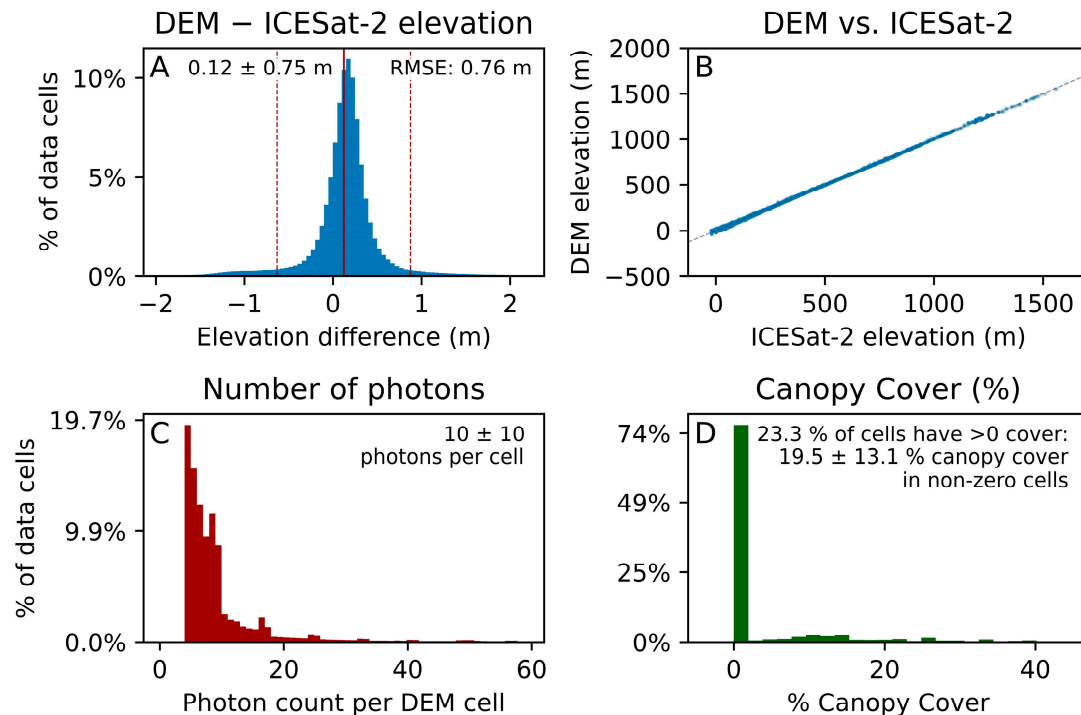 DEM − ICESat-2 elevation
A
0.12 ± 0.75 m
RMSE: 0.76 m
% of data cells
10%
5%
0%
−2
−1
0
1
2
Elevation difference (m)
DEM vs. ICESat-2
B
DEM elevation (m)
2000
1500
1000
500
0
−500
0
500
1000
1500
ICESat-2 elevation (m)
Number of photons
C
10 ± 10
photons per cell
% of data cells
19.7%
9.9%
0.0%
0
20
40
60
Photon count per DEM cell
Canopy Cover (%)
D
23.3 % of cells have >0 cover:
19.5 ± 13.1 % canopy cover
in non-zero cells
74%
49%
25%
0%
0
20
40
% Canopy Cover